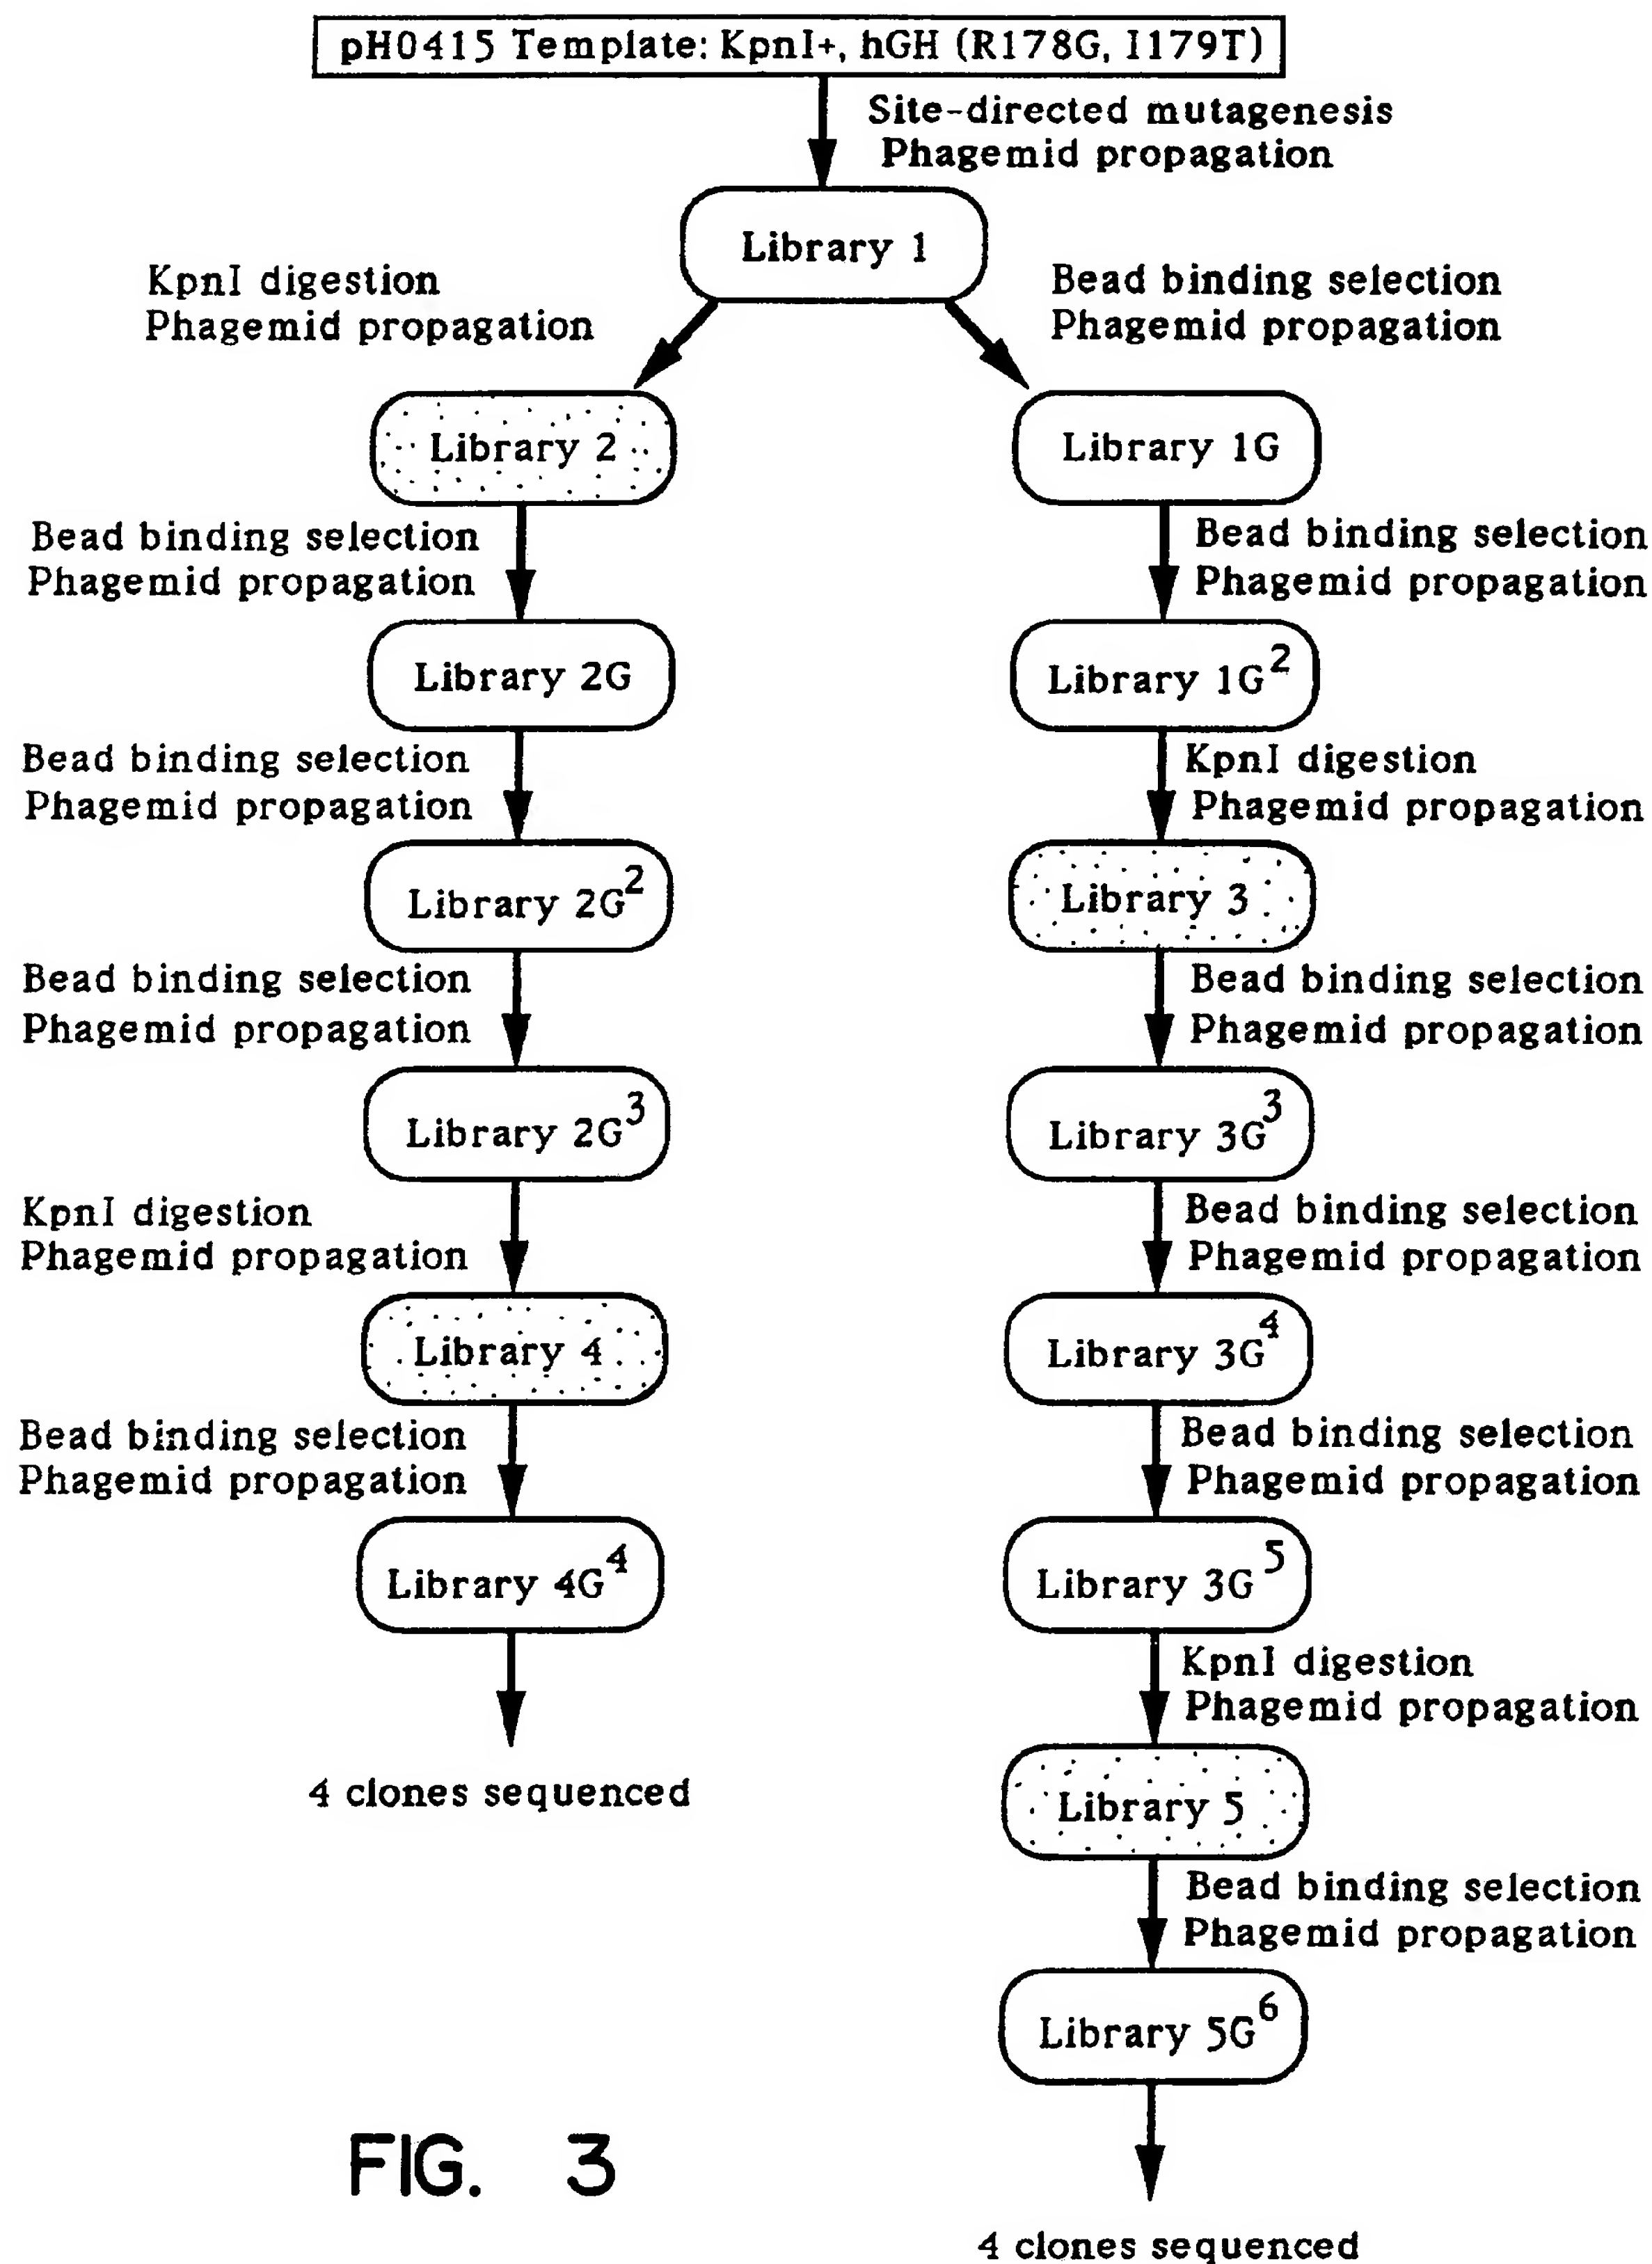 pH0415 Template: KpnI+, hGH (R178G, I179T)
Site-directed mutagenesis
Phagemid propagation
Library 1
KpnI digestion
Phagemid propagation
Bead binding selection
Phagemid propagation
Library 2
Library 1G
Bead binding selection
Phagemid propagation
Bead binding selection
Phagemid propagation
Library 2G
Library 1G²
Bead binding selection
Phagemid propagation
KpnI digestion
Phagemid propagation
Library 2G²
Library 3
Bead binding selection
Phagemid propagation
Bead binding selection
Phagemid propagation
Library 2G³
Library 3G³
KpnI digestion
Phagemid propagation
Bead binding selection
Phagemid propagation
Library 4
Library 3G⁴
Bead binding selection
Phagemid propagation
Bead binding selection
Phagemid propagation
Library 4G⁴
Library 3G⁵
KpnI digestion
Phagemid propagation
4 clones sequenced
Library 5
Bead binding selection
Phagemid propagation
Library 5G⁶
FIG. 3
4 clones sequenced